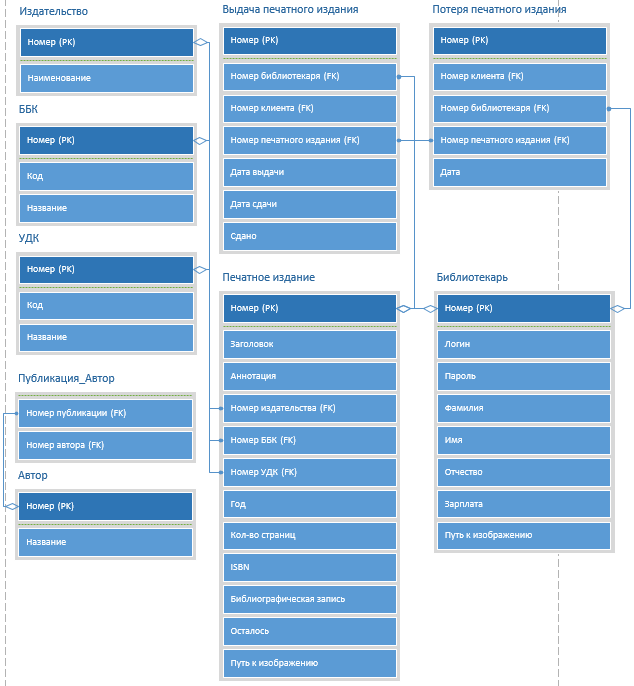 Издательство
Номер (PK)
Наименование
ББК
Номер (PK)
Код
Название
УДК
Номер (PK)
Код
Название
Публикация_Автор
Номер публикации (FK)
Номер автора (FK)
Автор
Номер (PK)
Название
Выдача печатного издания
Номер (PK)
Номер библиотекаря (FK)
Номер клиента (FK)
Номер печатного издания (FK)
Дата выдачи
Дата сдачи
Сдано
Печатное издание
Номер (PK)
Заголовок
Аннотация
Номер издательства (FK)
Номер ББК (FK)
Номер УДК (FK)
Год
Кол-во страниц
ISBN
Библиографическая запись
Осталось
Путь к изображению
Потеря печатного издания
Номер (PK)
Номер клиента (FK)
Номер библиотекаря (FK)
Номер печатного издания (FK)
Дата
Библиотекарь
Номер (PK)
Логин
Пароль
Фамилия
Имя
Отчество
Зарплата
Путь к изображению